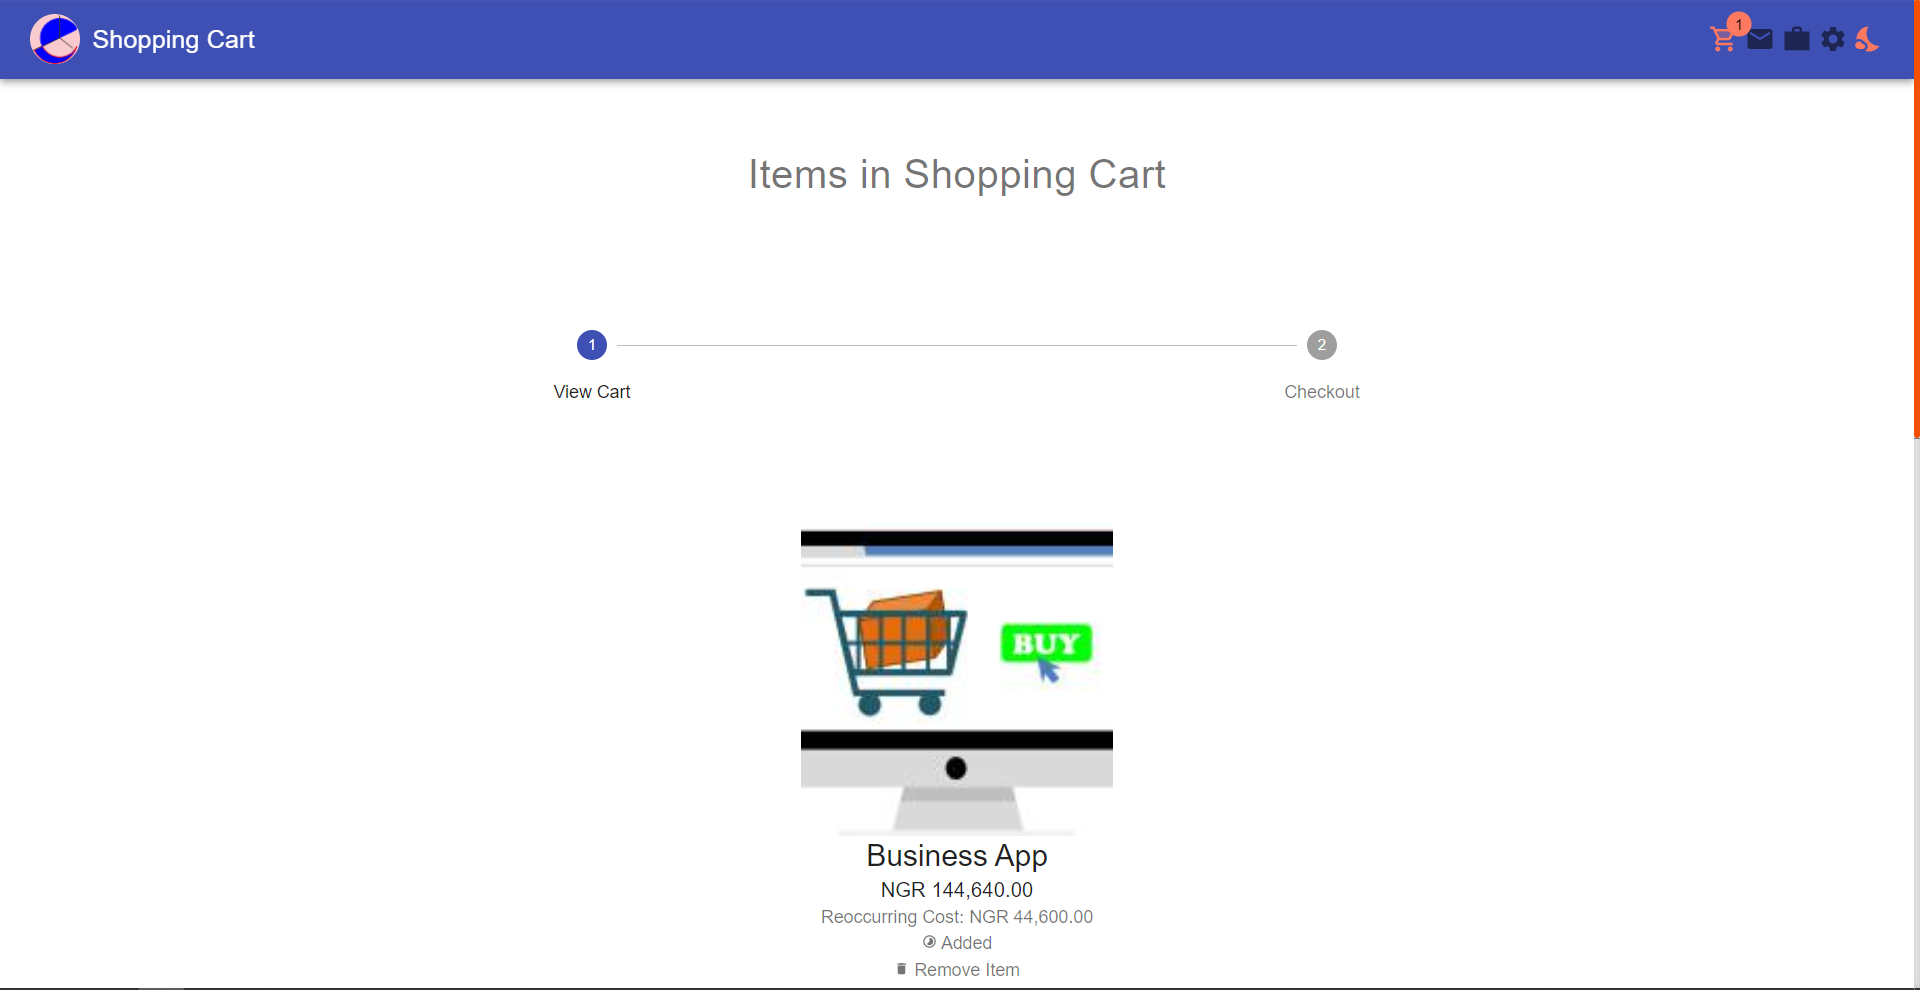 Shopping Cart
1
Items in Shopping Cart
1
2
View Cart
Checkout
BUY
Business App
NGR 144,640.00
Reoccurring Cost: NGR 44,600.00
Added
Remove Item